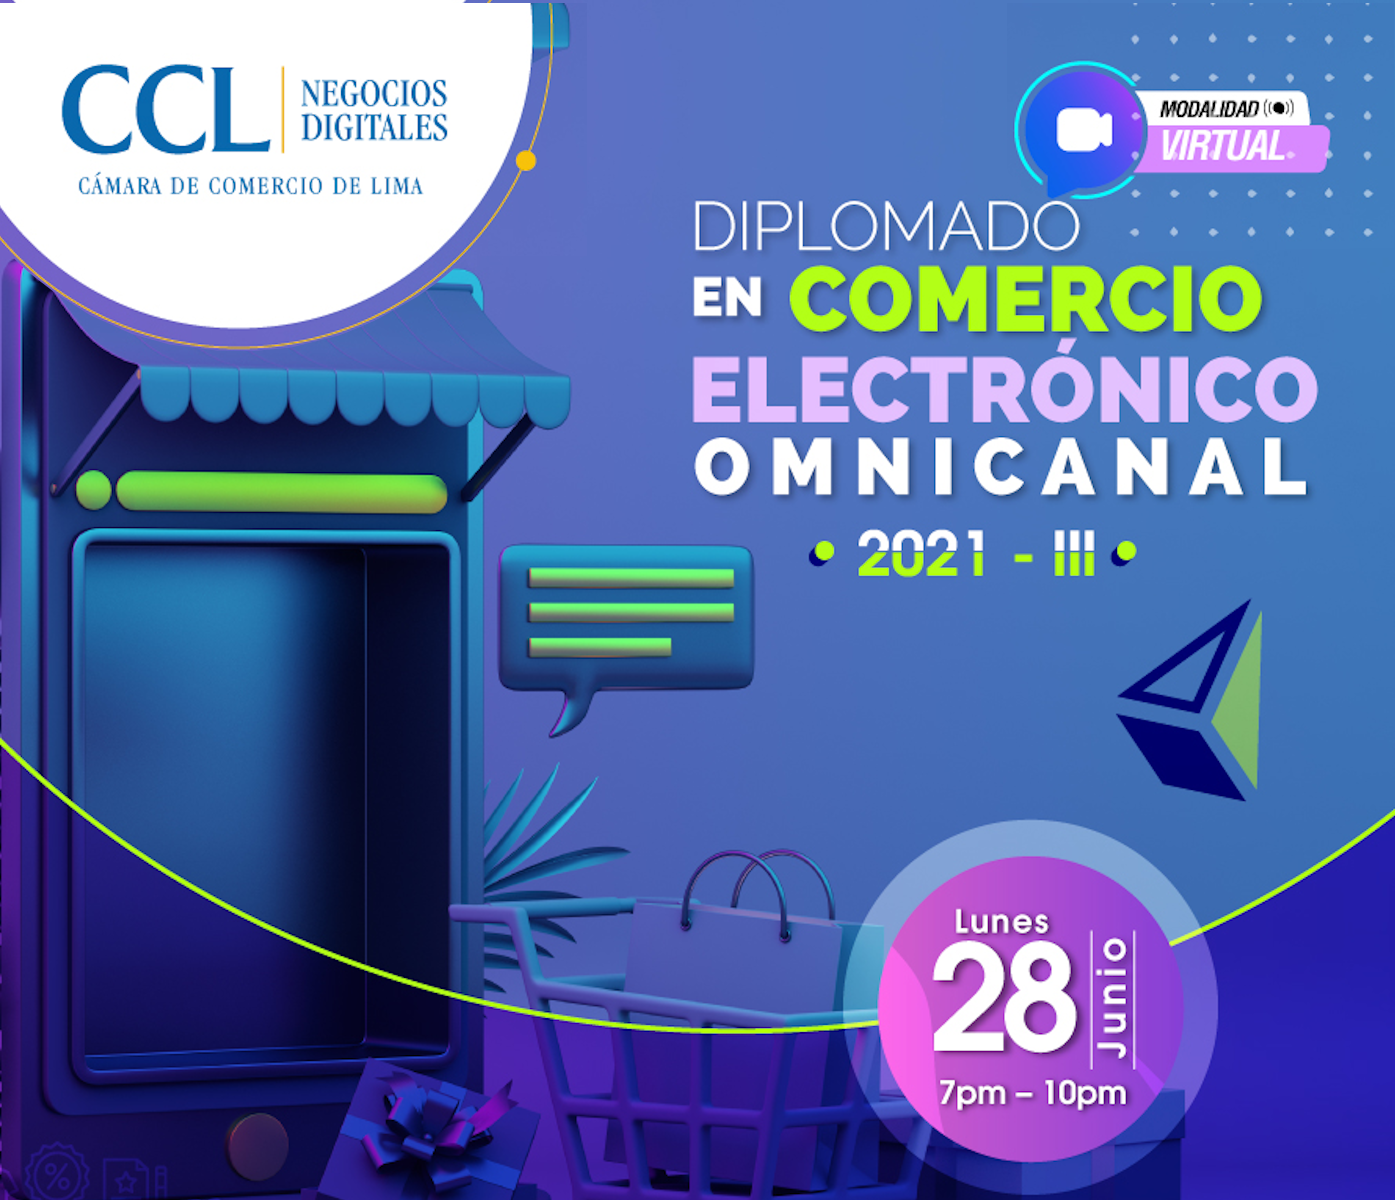 CCL
NEGOCIOS
DIGITALES
CÁMARA DE COMERCIO DE LIMA
MODALIDAD
VIRTUAL
DIPLOMADO
EN COMERCIO
ELECTRÓNICO
OMNICANAL
2021 - III
Lunes
28
Junio
7pm – 10pm